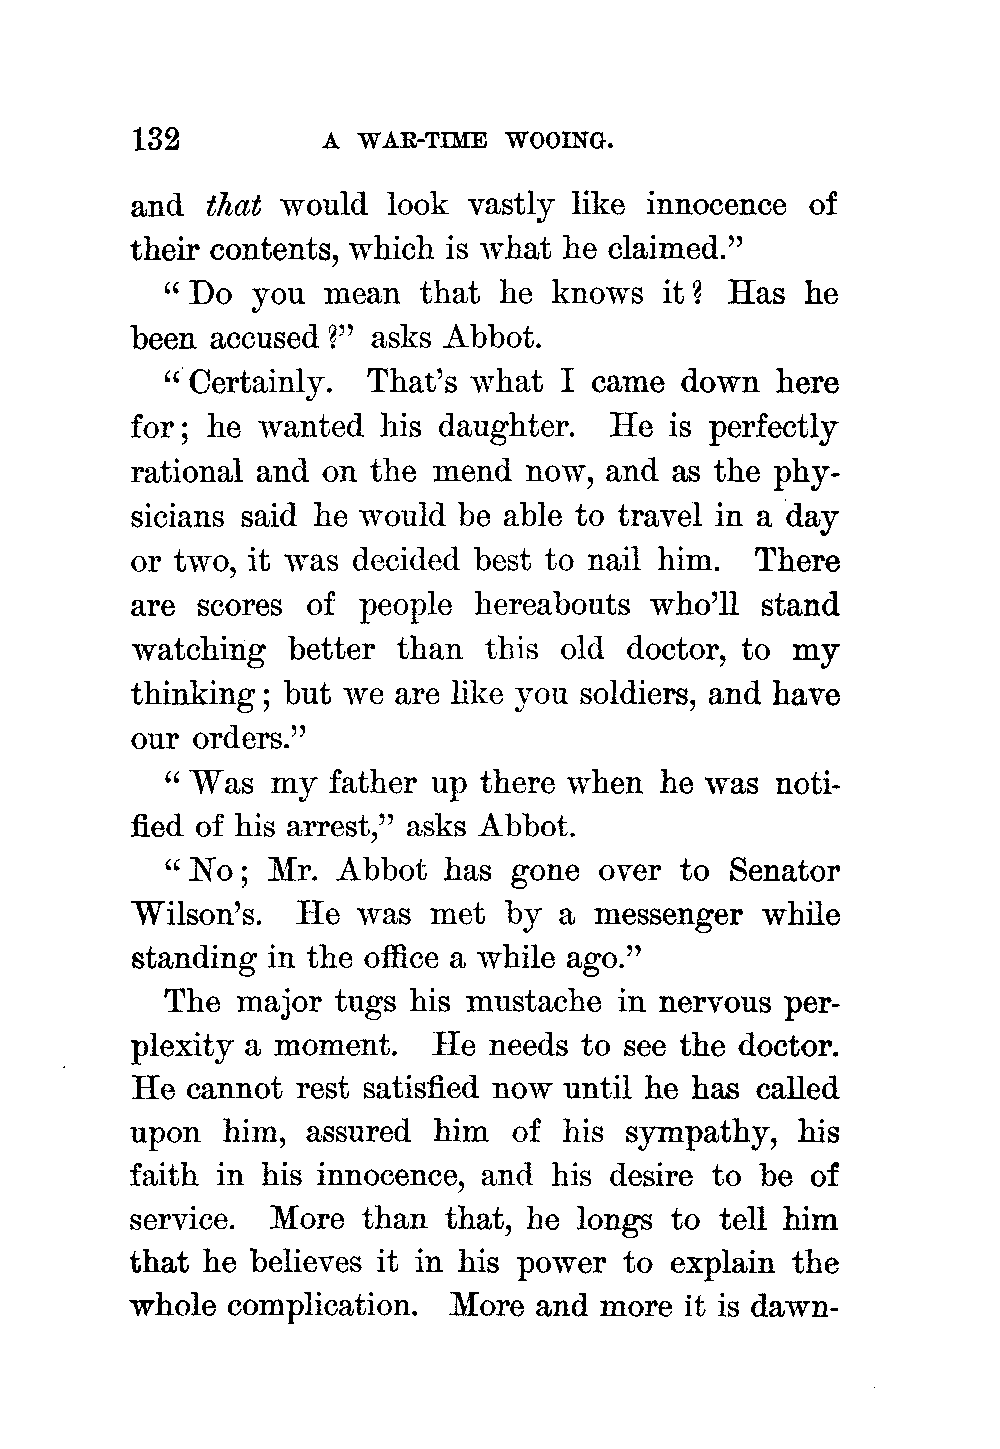 132 A WAR-TIME WOOING.
and that would look vastly like innocence of
their contents, which is what he claimed."
"Do you mean that he knows it? Has he
been accused?" asks Abbot.
"Certainly. That's what I came down here
for; he wanted his daughter. He is perfectly
rational and on the mend now, and as the phy-
sicians said he would be able to travel in a day
or two, it was decided best to nail him. There
are scores of people hereabouts who'll stand
watching better than this old doctor, to my
thinking; but we are like you soldiers, and have
our orders."
"Was my father up there when he was noti-
fied of his arrest," asks Abbot.
"No; Mr. Abbot has gone over to Senator
Wilson's. He was met by a messenger while
standing in the office a while ago."
The major tugs his mustache in nervous per-
plexity a moment. He needs to see the doctor.
He cannot rest satisfied now until he has called
upon him, assured him of his sympathy, his
faith in his innocence, and his desire to be of
service. More than that, he longs to tell him
that he believes it in his power to explain the
whole complication. More and more it is dawn-